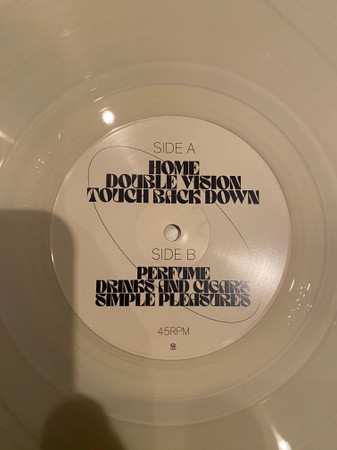 SIDE A
HOME
DOUBLE VISION
TOUCH BACK DOWN
SIDE B
PERFUME
DRINKS AND CIGARS
SIMPLE PLEASURES
45RPM